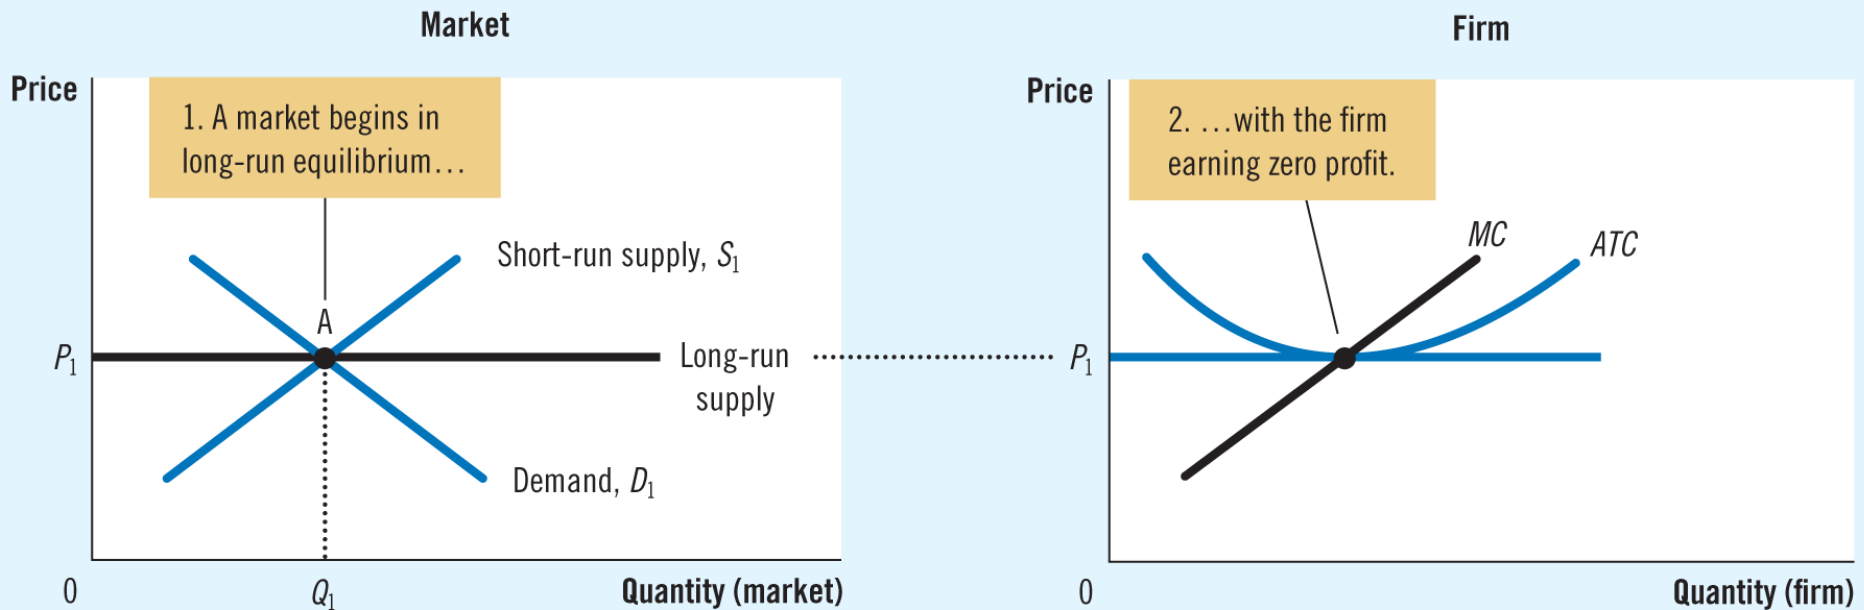 Market
Price
1. A market begins in
long-run equilibrium…
Short-run supply, S₁
A
P₁
Long-run
supply
Demand, D₁
0
Q₁
Quantity (market)
Firm
Price
2. …with the firm
earning zero profit.
MC
ATC
P₁
0
Quantity (firm)